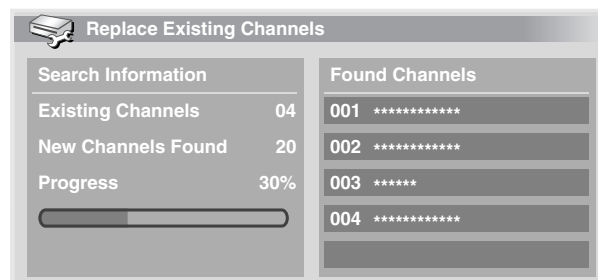 Replace Existing Channels
Search Information
Existing Channels 04
New Channels Found 20
Progress 30%
Found Channels
001 ************
002 ************
003 ******
004 ************